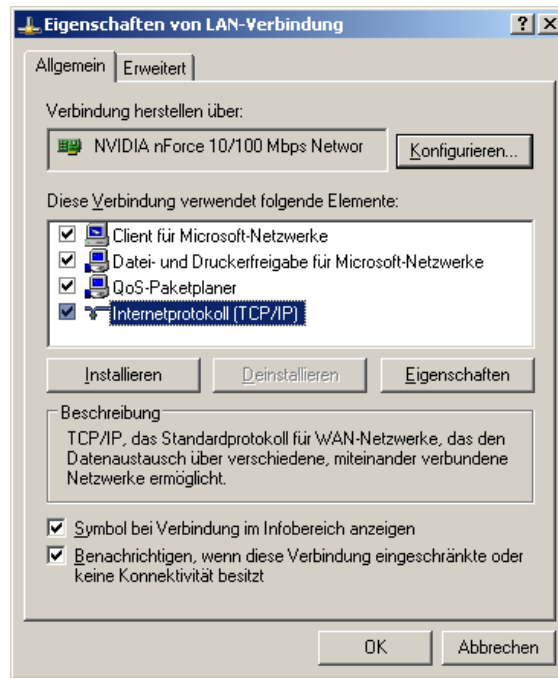 Eigenschaften von LAN-Verbindung
Allgemein
Erweitert
Verbindung herstellen über:
NVIDIA nForce 10/100 Mbps Networ
Konfigurieren...
Diese Verbindung verwendet folgende Elemente:
Client für Microsoft-Netzwerke
Datei- und Druckerfreigabe für Microsoft-Netzwerke
QoS-Paketplaner
Internetprotokoll (TCP/IP)
Installieren
Deinstallieren
Eigenschaften
Beschreibung
TCP/IP, das Standardprotokoll für WAN-Netzwerke, das den
Datenaustausch über verschiedene, miteinander verbundene
Netzwerke ermöglicht.
Symbol bei Verbindung im Infobereich anzeigen
Benachrichtigen, wenn diese Verbindung eingeschränkte oder
keine Konnektivität besitzt
OK
Abbrechen